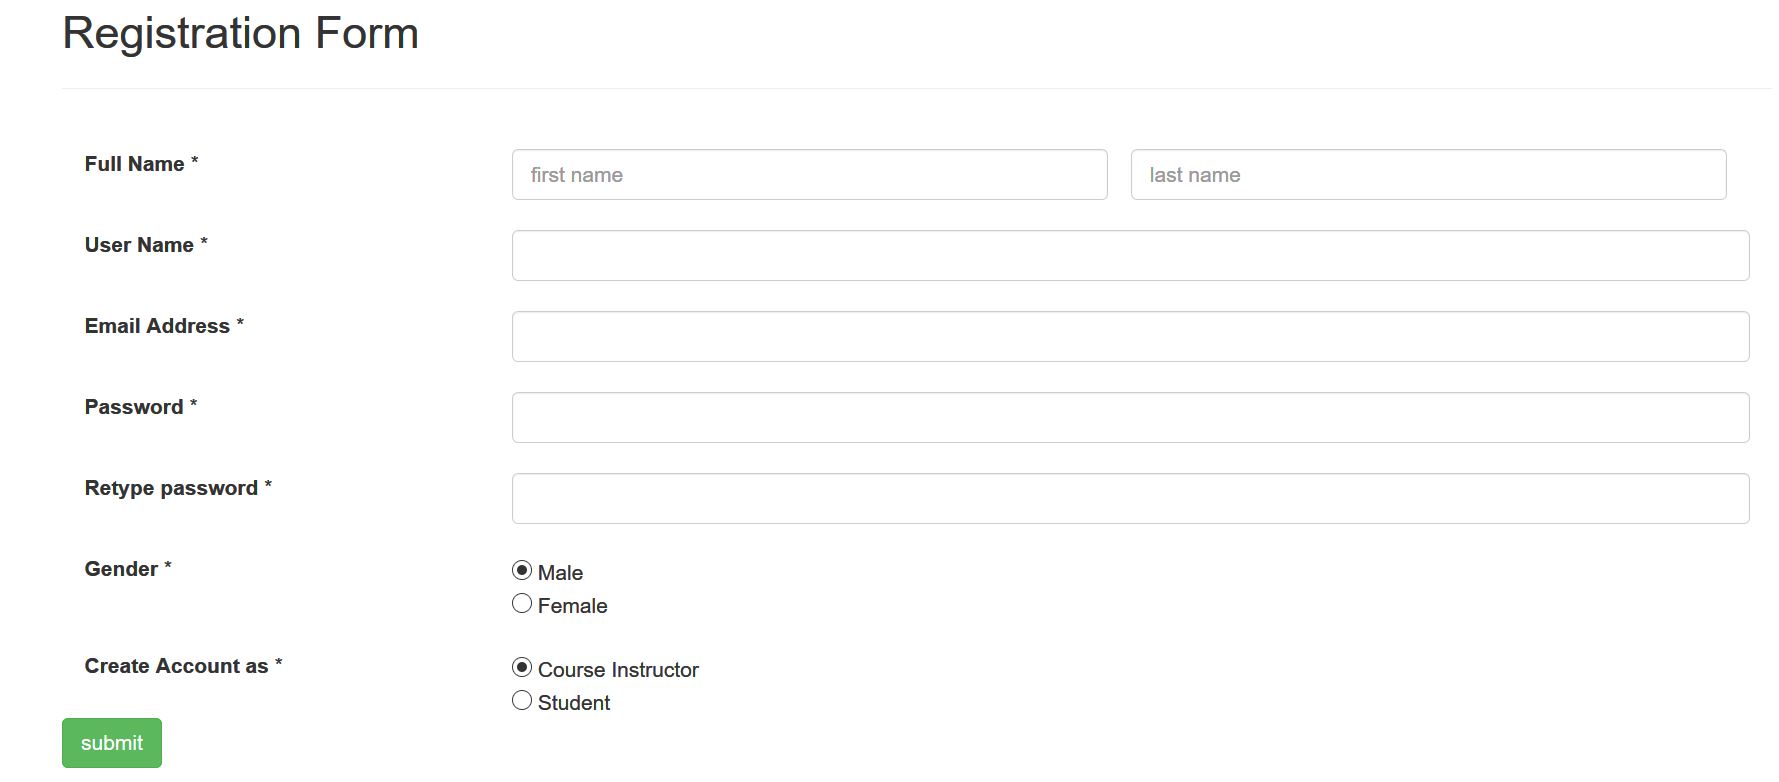 Registration Form
Full Name * first name last name
User Name *
Email Address *
Password *
Retype password *
Gender * Male
Female
Create Account as * Course Instructor
Student
submit